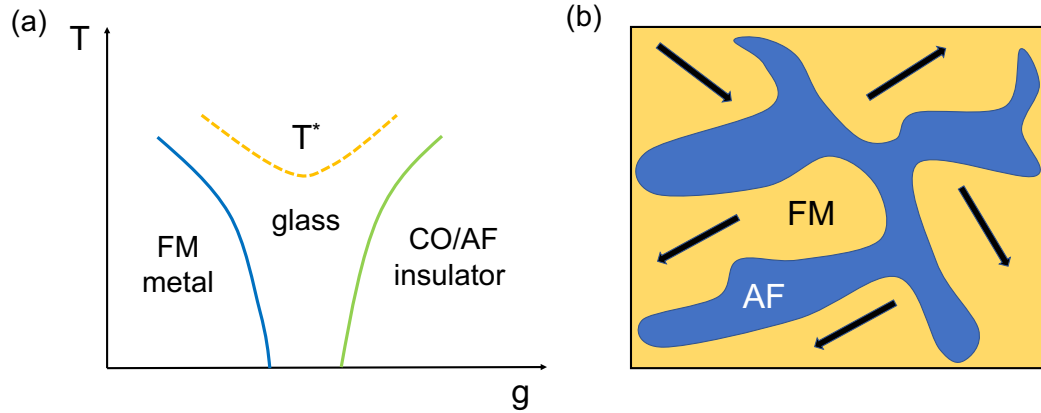 (a)
T
T*
glass
FM
metal
CO/AF
insulator
g
(b)
FM
AF